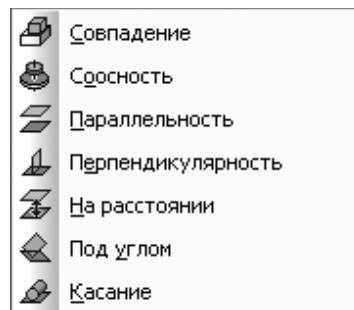 Совпадение
Соосность
Параллельность
Перпендикулярность
На расстоянии
Под углом
Касание